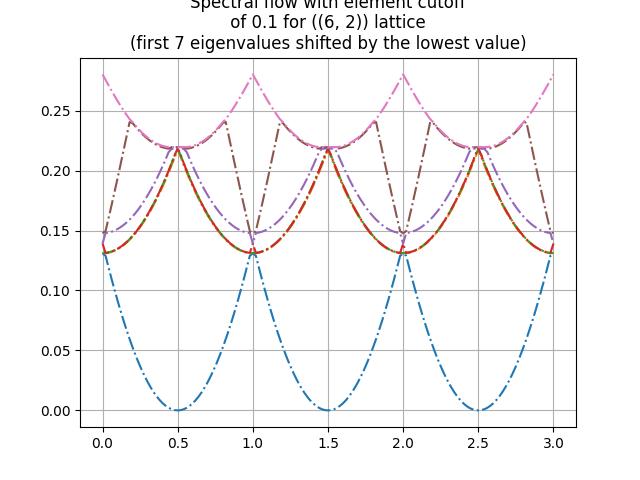 Spectral flow with element cutoff
of 0.1 for ((6, 2)) lattice
(first 7 eigenvalues shifted by the lowest value)
0.25
0.20
0.15
0.10
0.05
0.00
0.0 0.5 1.0 1.5 2.0 2.5 3.0